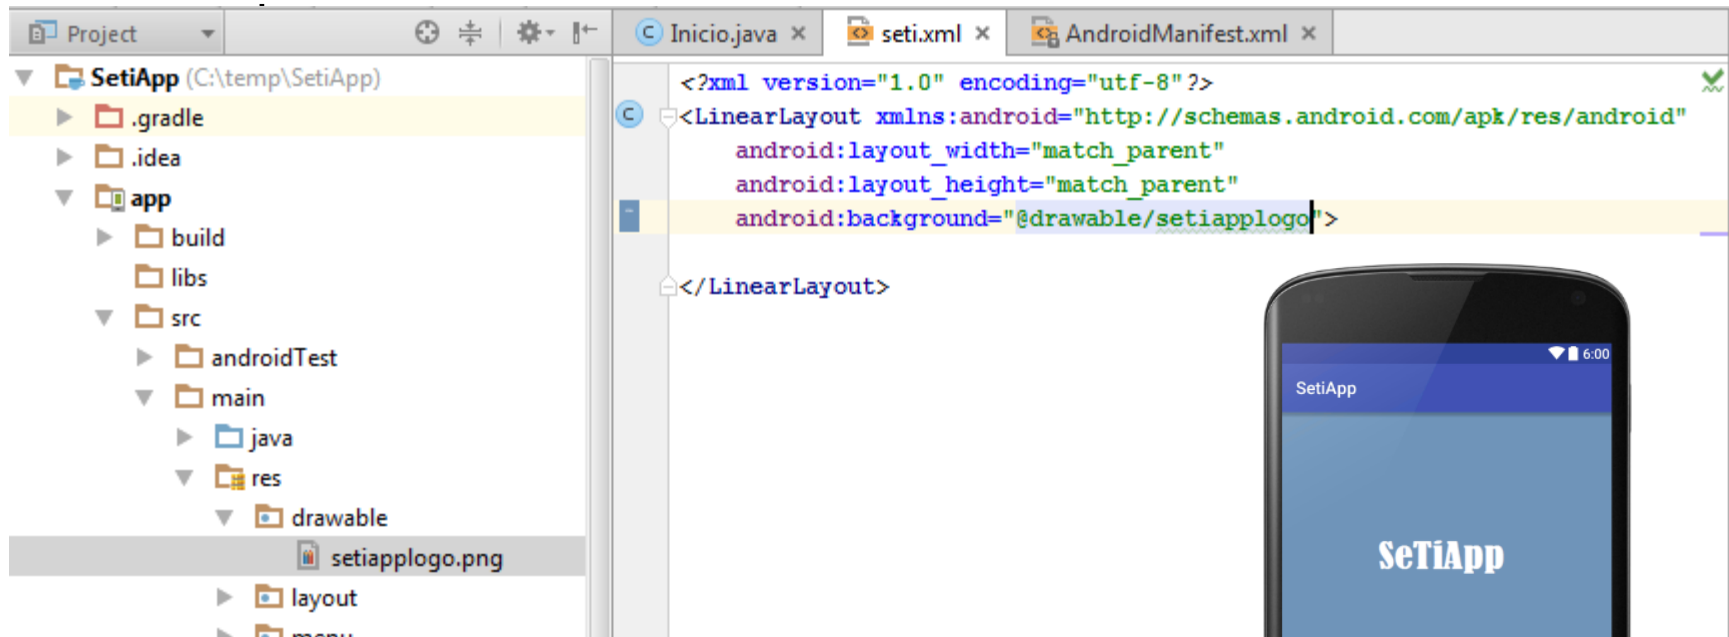 Project
Inicio.java
seti.xml
AndroidManifest.xml
SetiApp (C:\temp\SetiApp)
.gradle
.idea
app
build
libs
src
androidTest
main
java
res
drawable
setiapplogo.png
layout
menu
<?xml version="1.0" encoding="utf-8"?>
<LinearLayout xmlns:android="http://schemas.android.com/apk/res/android"
android:layout_width="match_parent"
android:layout_height="match_parent"
android:background="@drawable/setiapplogo">
</LinearLayout>
6:00
SetiApp
SeTiApp